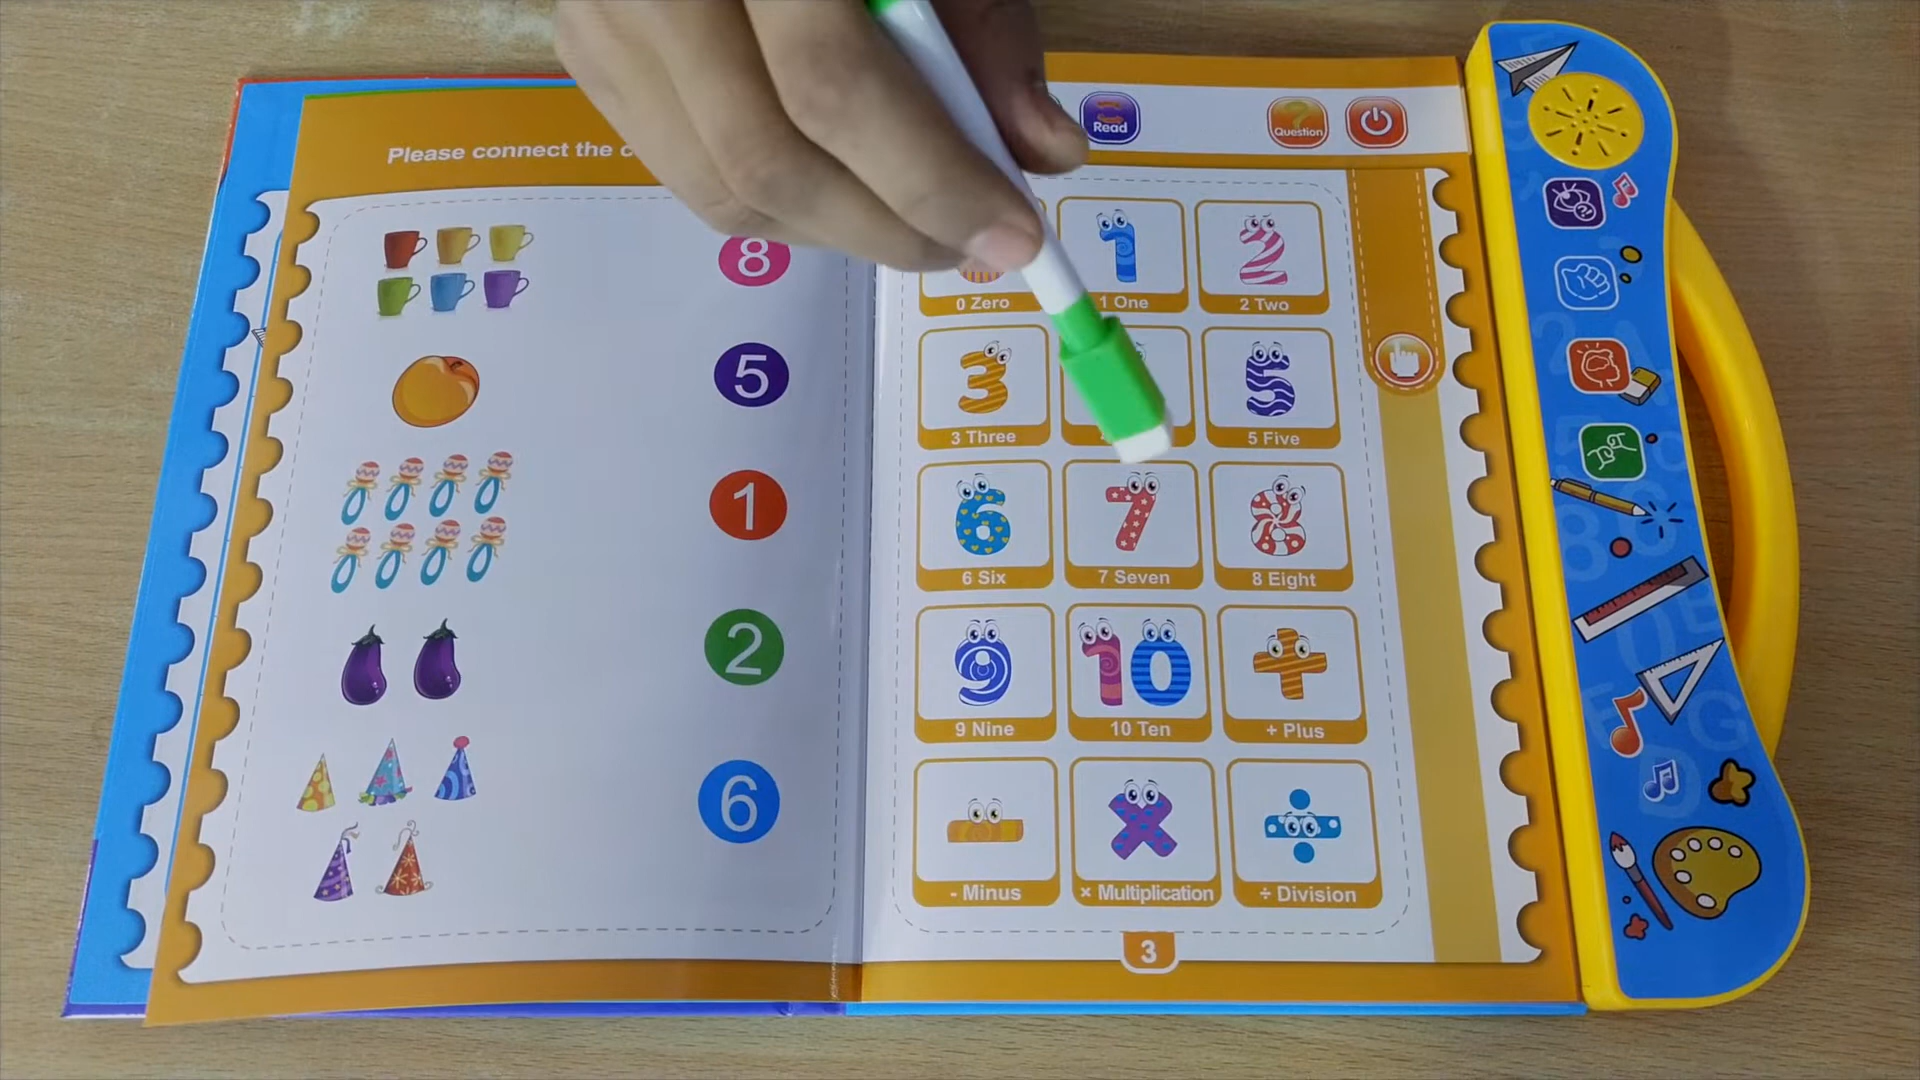 Please connect the
8
5
1
2
6
Read
Question
0 Zero
1 One
2 Two
3 Three
5 Five
6 Six
7 Seven
8 Eight
9 Nine
10 Ten
+ Plus
- Minus
× Multiplication
÷ Division
3